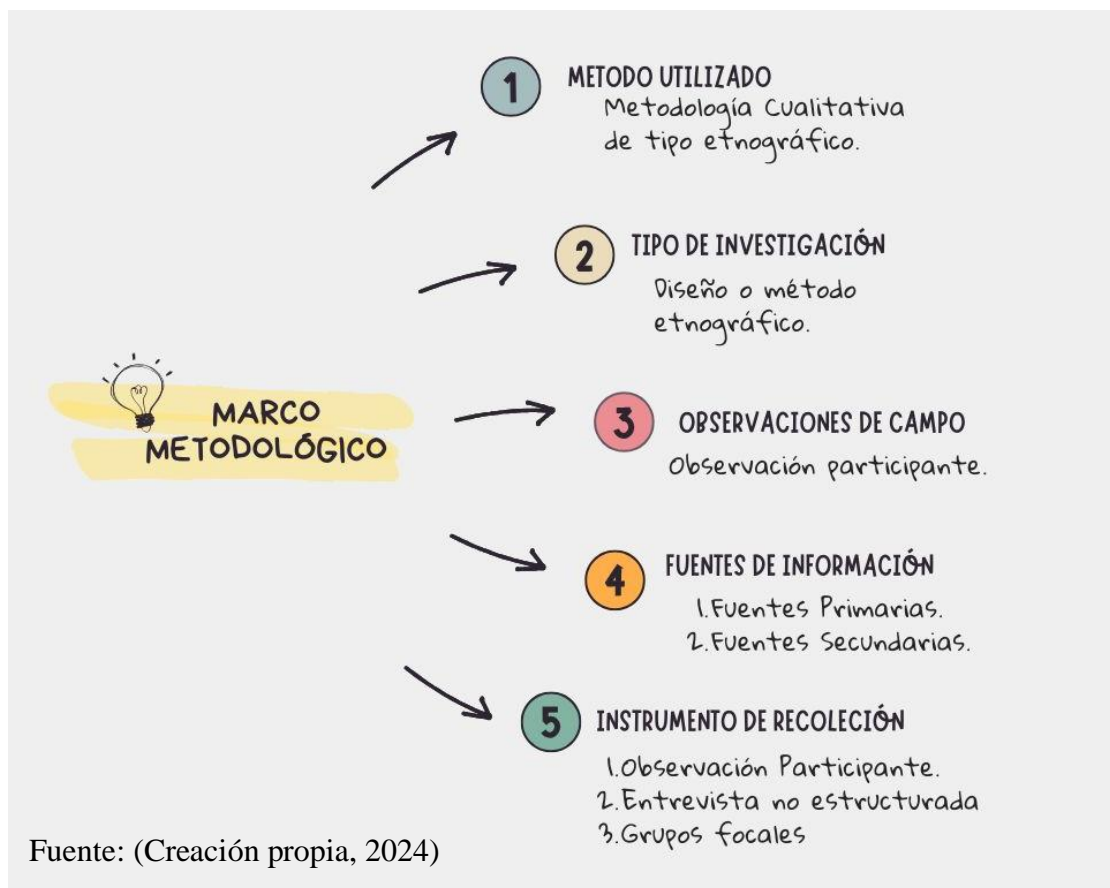 1
METODO UTILIZADO
Metodología Cualitativa
de tipo etnográfico.
2
TIPO DE INVESTIGACIÓN
Diseño o método
etnográfico.
MARCO
METODOLÓGICO
3
OBSERVACIONES DE CAMPO
Observación participante.
4
FUENTES DE INFORMACIÓN
1.Fuentes Primarias.
2.Fuentes Secundarias.
5
INSTRUMENTO DE RECOLECIÓN
1.Observación Participante.
2.Entrevista no estructurada
3.Grupos focales
Fuente: (Creación propia, 2024)